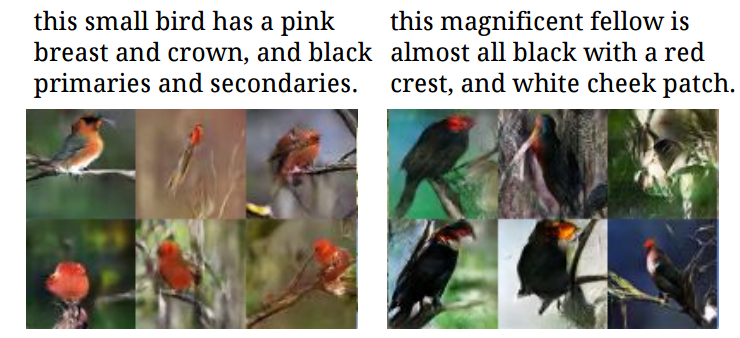 this small bird has a pink
breast and crown, and black
primaries and secondaries.
this magnificent fellow is
almost all black with a red
crest, and white cheek patch.